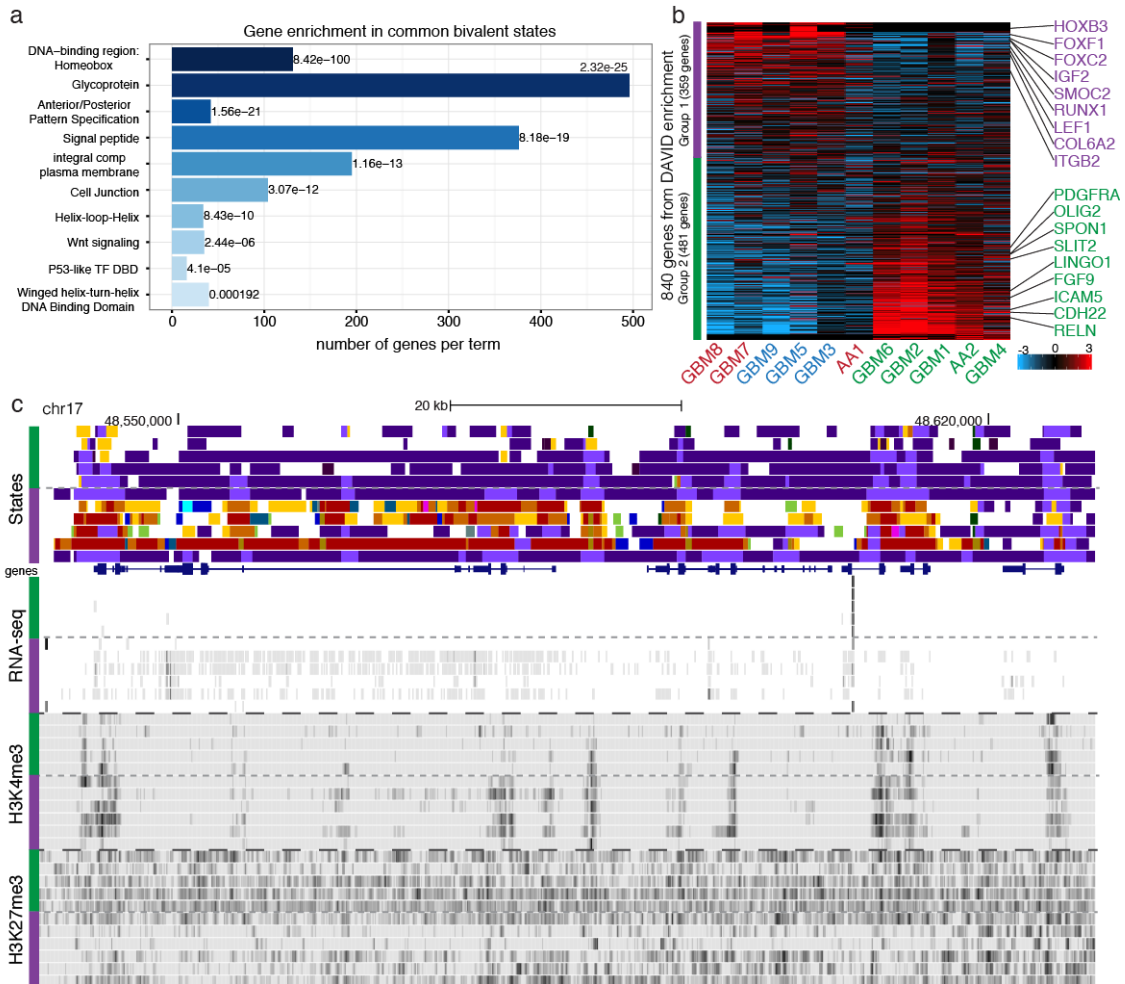 a
Gene enrichment in common bivalent states
DNA−binding region:
Homeobox
8.42e−100
Glycoprotein
2.32e-25
Anterior/Posterior
Pattern Specification
1.56e−21
Signal peptide
8.18e−19
integral comp
plasma membrane
1.16e−13
Cell Junction
3.07e−12
Helix−loop−Helix
8.43e−10
Wnt signaling
2.44e−06
P53−like TF DBD
4.1e−05
Winged helix−turn−helix
DNA Binding Domain
0.000192
0 100 200 300 400 500
number of genes per term
b
840 genes from DAVID enrichment
Group 1 (359 genes)
Group 2 (481 genes)
HOXB3
FOXF1
FOXC2
IGF2
SMOC2
RUNX1
LEF1
COL6A2
ITGB2
PDGFRA
OLIG2
SPON1
SLIT2
LINGO1
FGF9
ICAM5
CDH22
RELN
GBM8 GBM7 GBM9 GBM5 GBM3 AA1 GBM6 GBM2 GBM1 AA2 GBM4
-3 0 3
c
chr17
20 kb
48,550,000
48,620,000
States
genes
RNA-seq
H3K4me3
H3K27me3